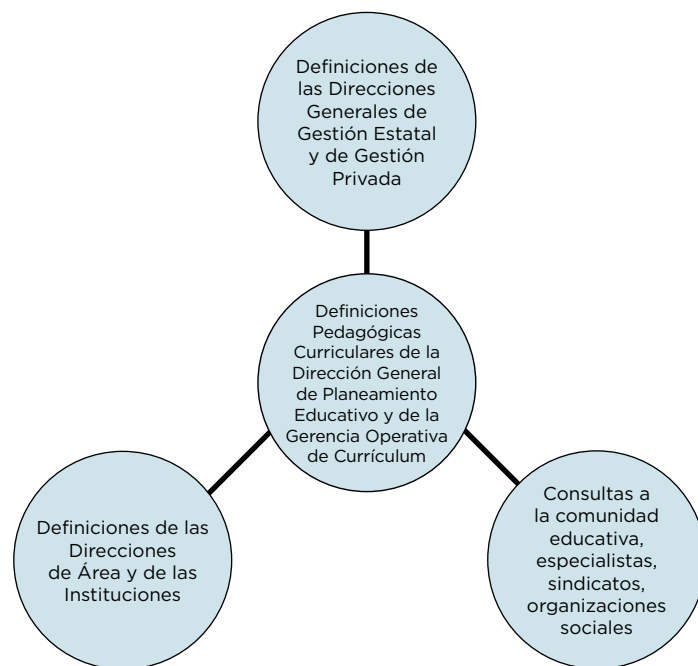 Definiciones de
las Direcciones
Generales de
Gestión Estatal
y de Gestión
Privada
Definiciones
Pedagógicas
Curriculares de la
Dirección General
de Planeamiento
Educativo y de la
Gerencia Operativa
de Currículum
Definiciones de las
Direcciones
de Área y de las
Instituciones
Consultas a
la comunidad
educativa,
especialistas,
sindicatos,
organizaciones
sociales